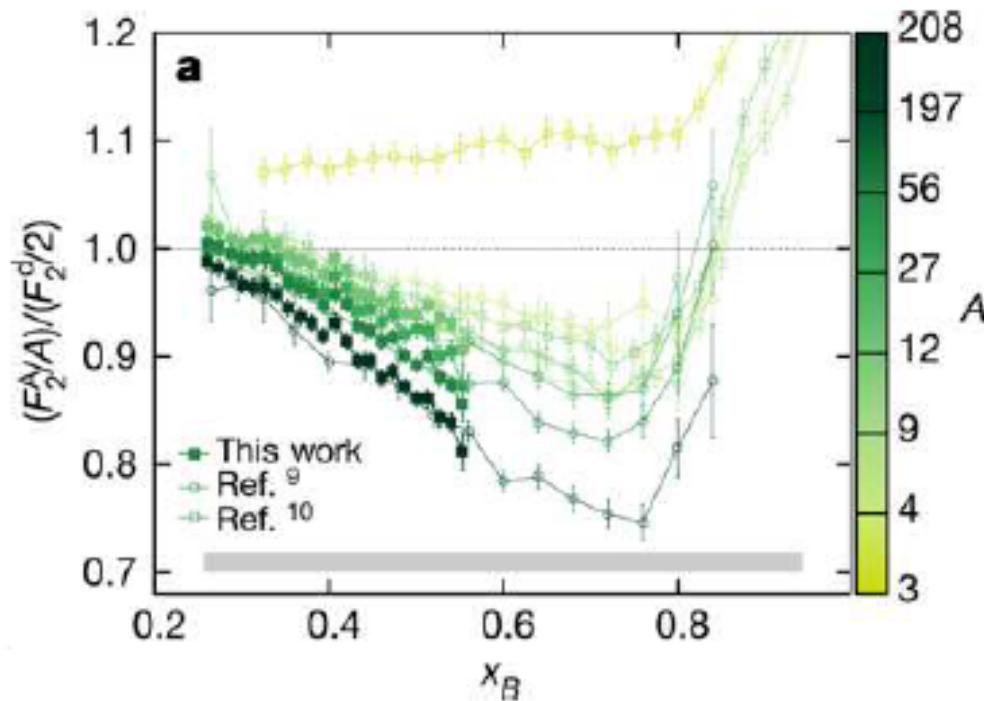 a
1.2
1.1
1.0
0.9
0.8
0.7
(F₂ᴬ/A)/(F₂ᵈ/2)
This work
Ref. ⁹
Ref. ¹⁰
0.2 0.4 0.6 0.8
x_B
208
197
56
27
12
9
4
3
A